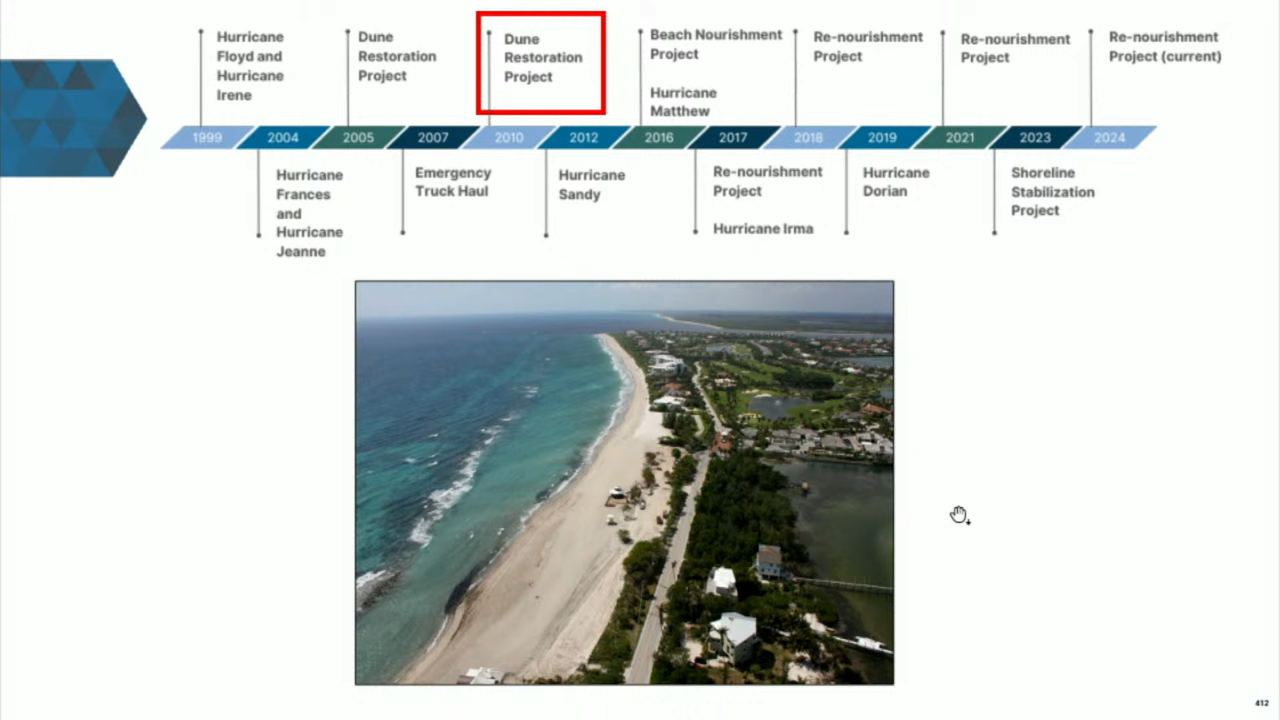 Hurricane
Floyd and
Hurricane
Irene
Dune
Restoration
Project
Dune
Restoration
Project
Beach Nourishment
Project
Hurricane
Matthew
Re-nourishment
Project
Re-nourishment
Project
Re-nourishment
Project (current)
1999 2004 2005 2007 2010 2012 2016 2017 2018 2019 2021 2023 2024
Hurricane
Frances
and
Hurricane
Jeanne
Emergency
Truck Haul
Hurricane
Sandy
Re-nourishment
Project
Hurricane Irma
Hurricane
Dorian
Shoreline
Stabilization
Project
412